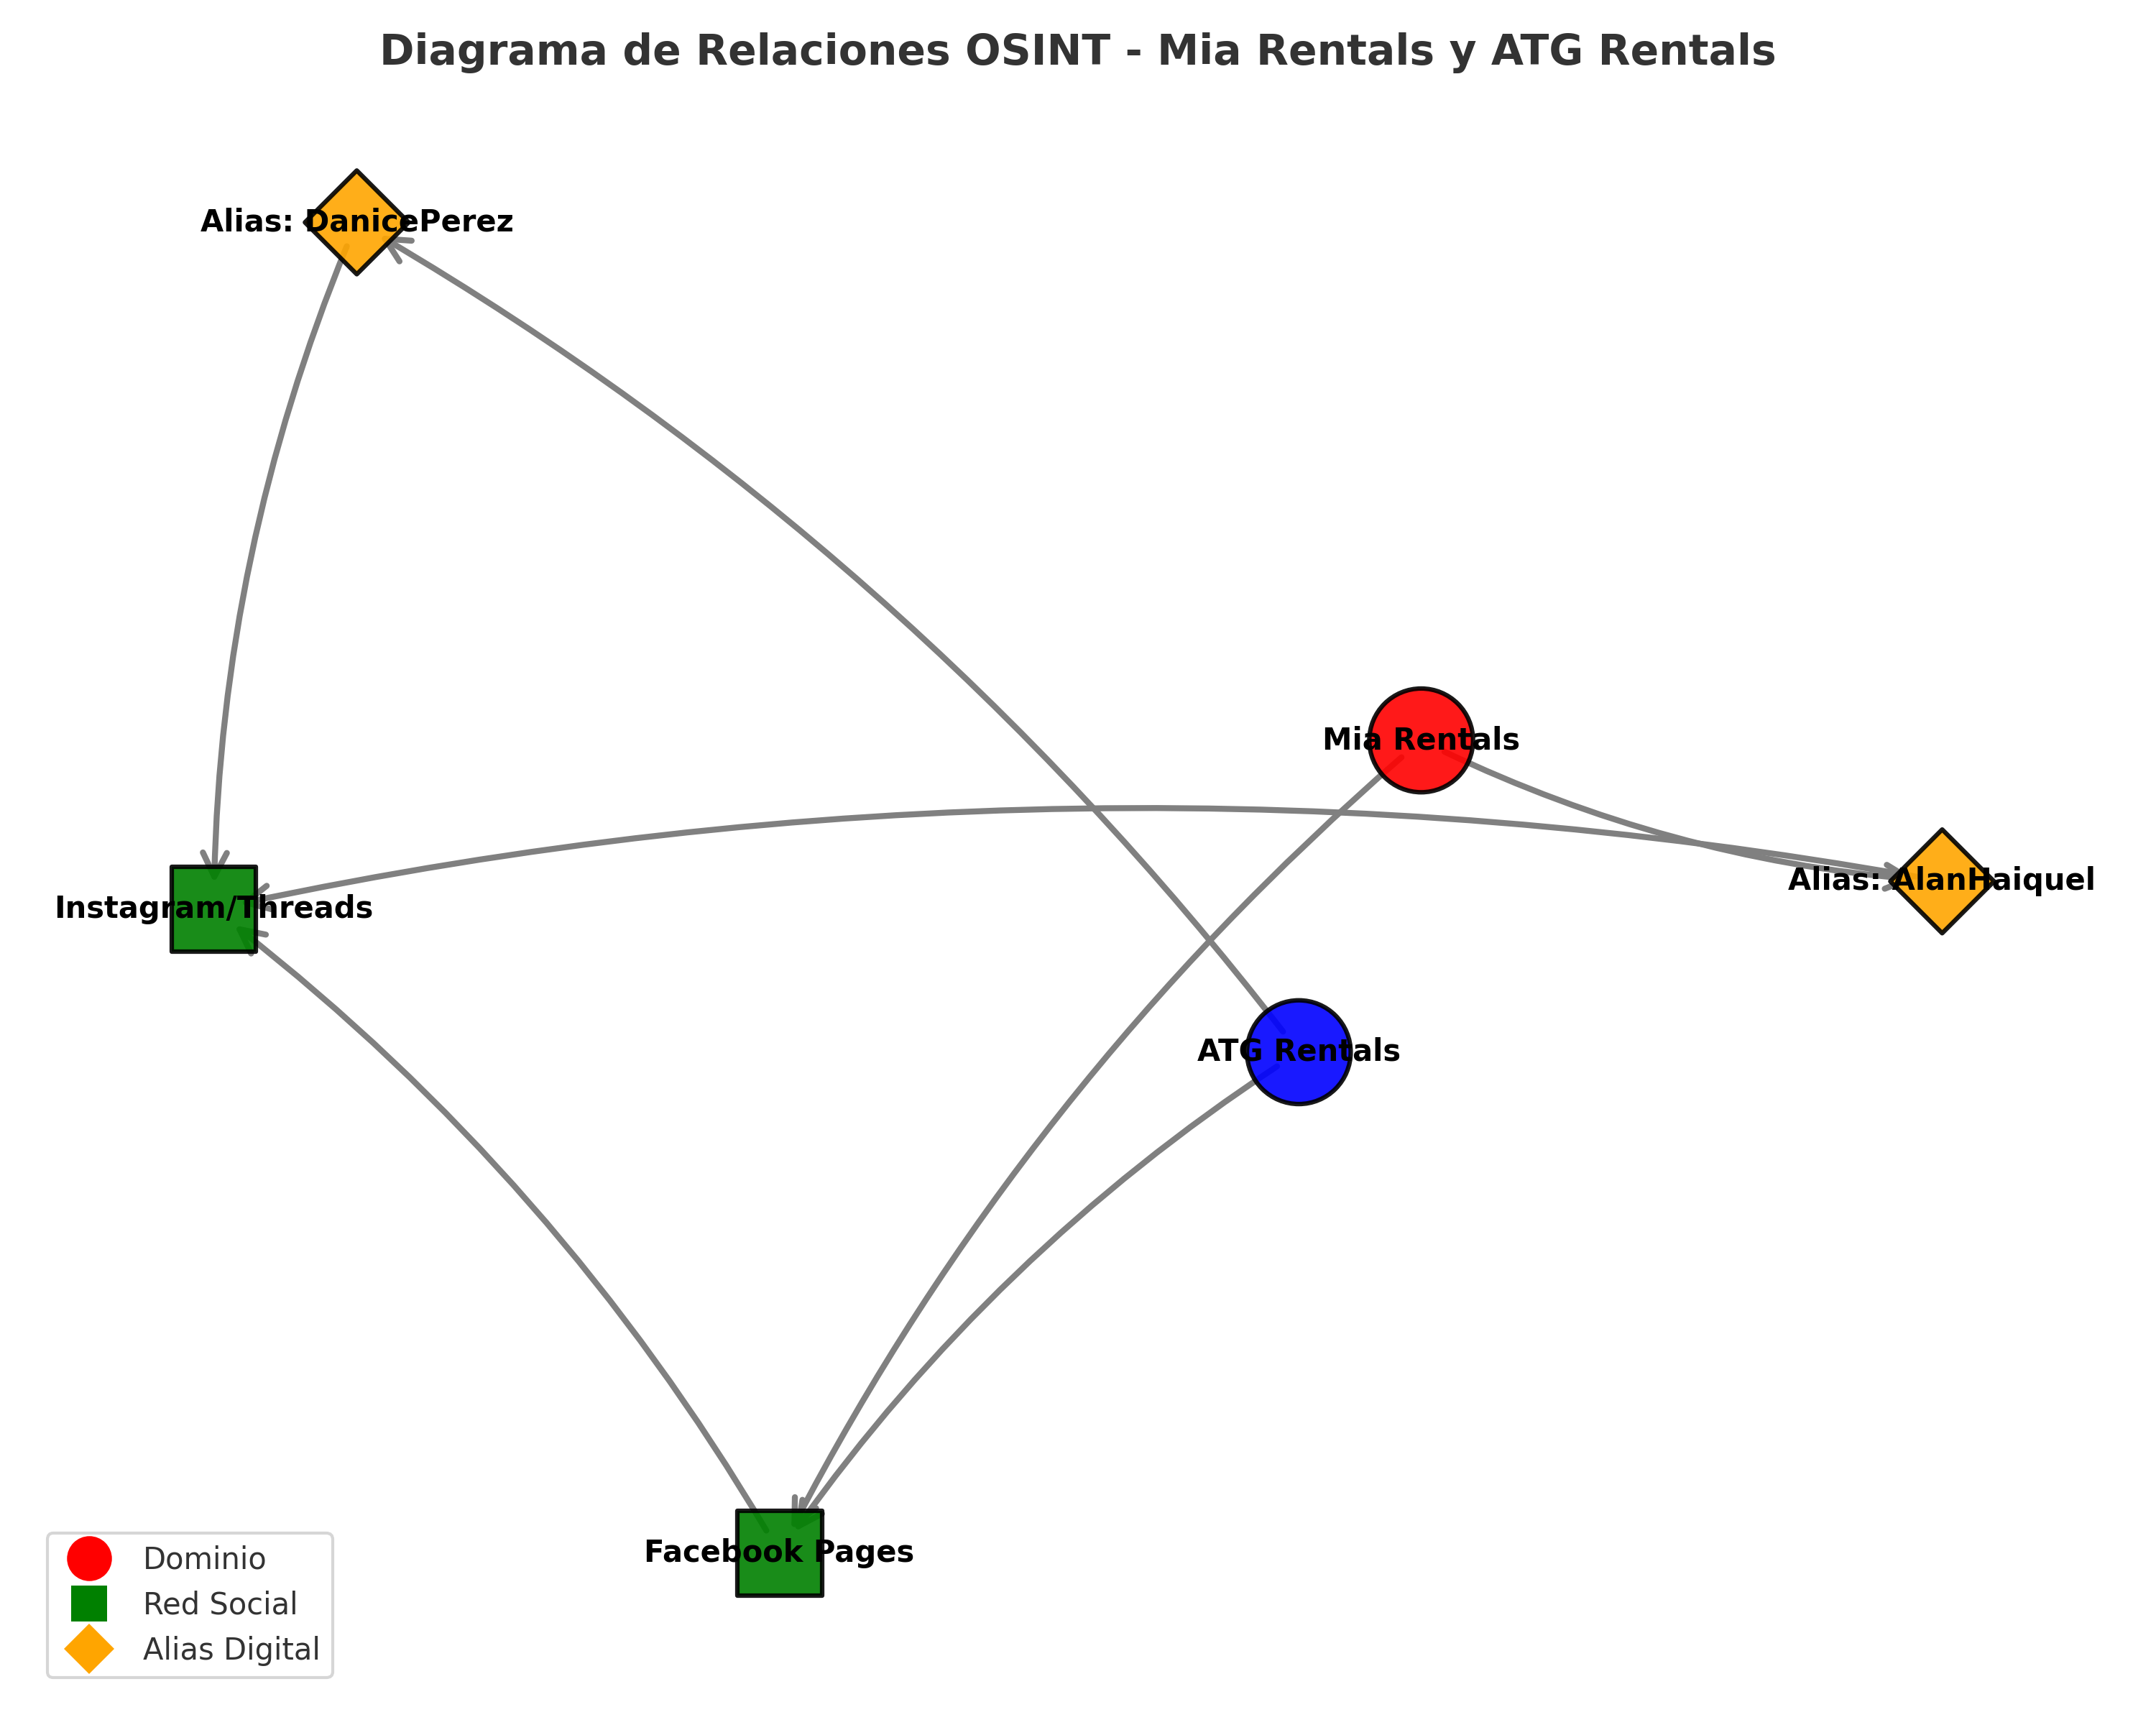 Diagrama de Relaciones OSINT - Mia Rentals y ATG Rentals
Alias: DanicePerez
Mia Rentals
Alias: AlanHaiquel
Instagram/Threads
ATG Rentals
Facebook Pages
Dominio
Red Social
Alias Digital